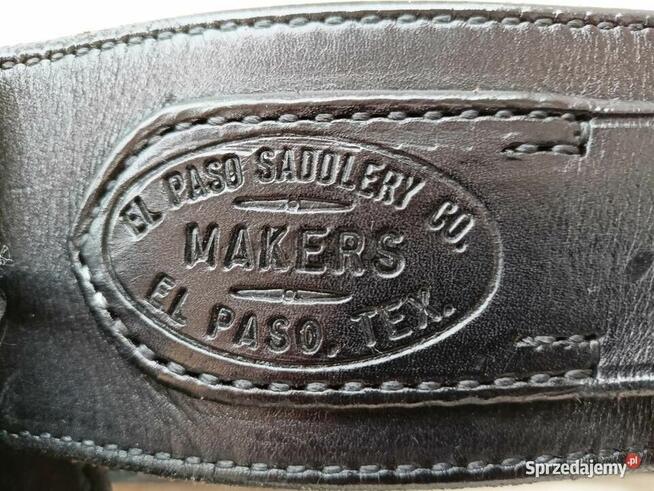 EL PASO SADDLERY CO.
MAKERS
EL PASO, TEX.
Sprzedajemy.pl